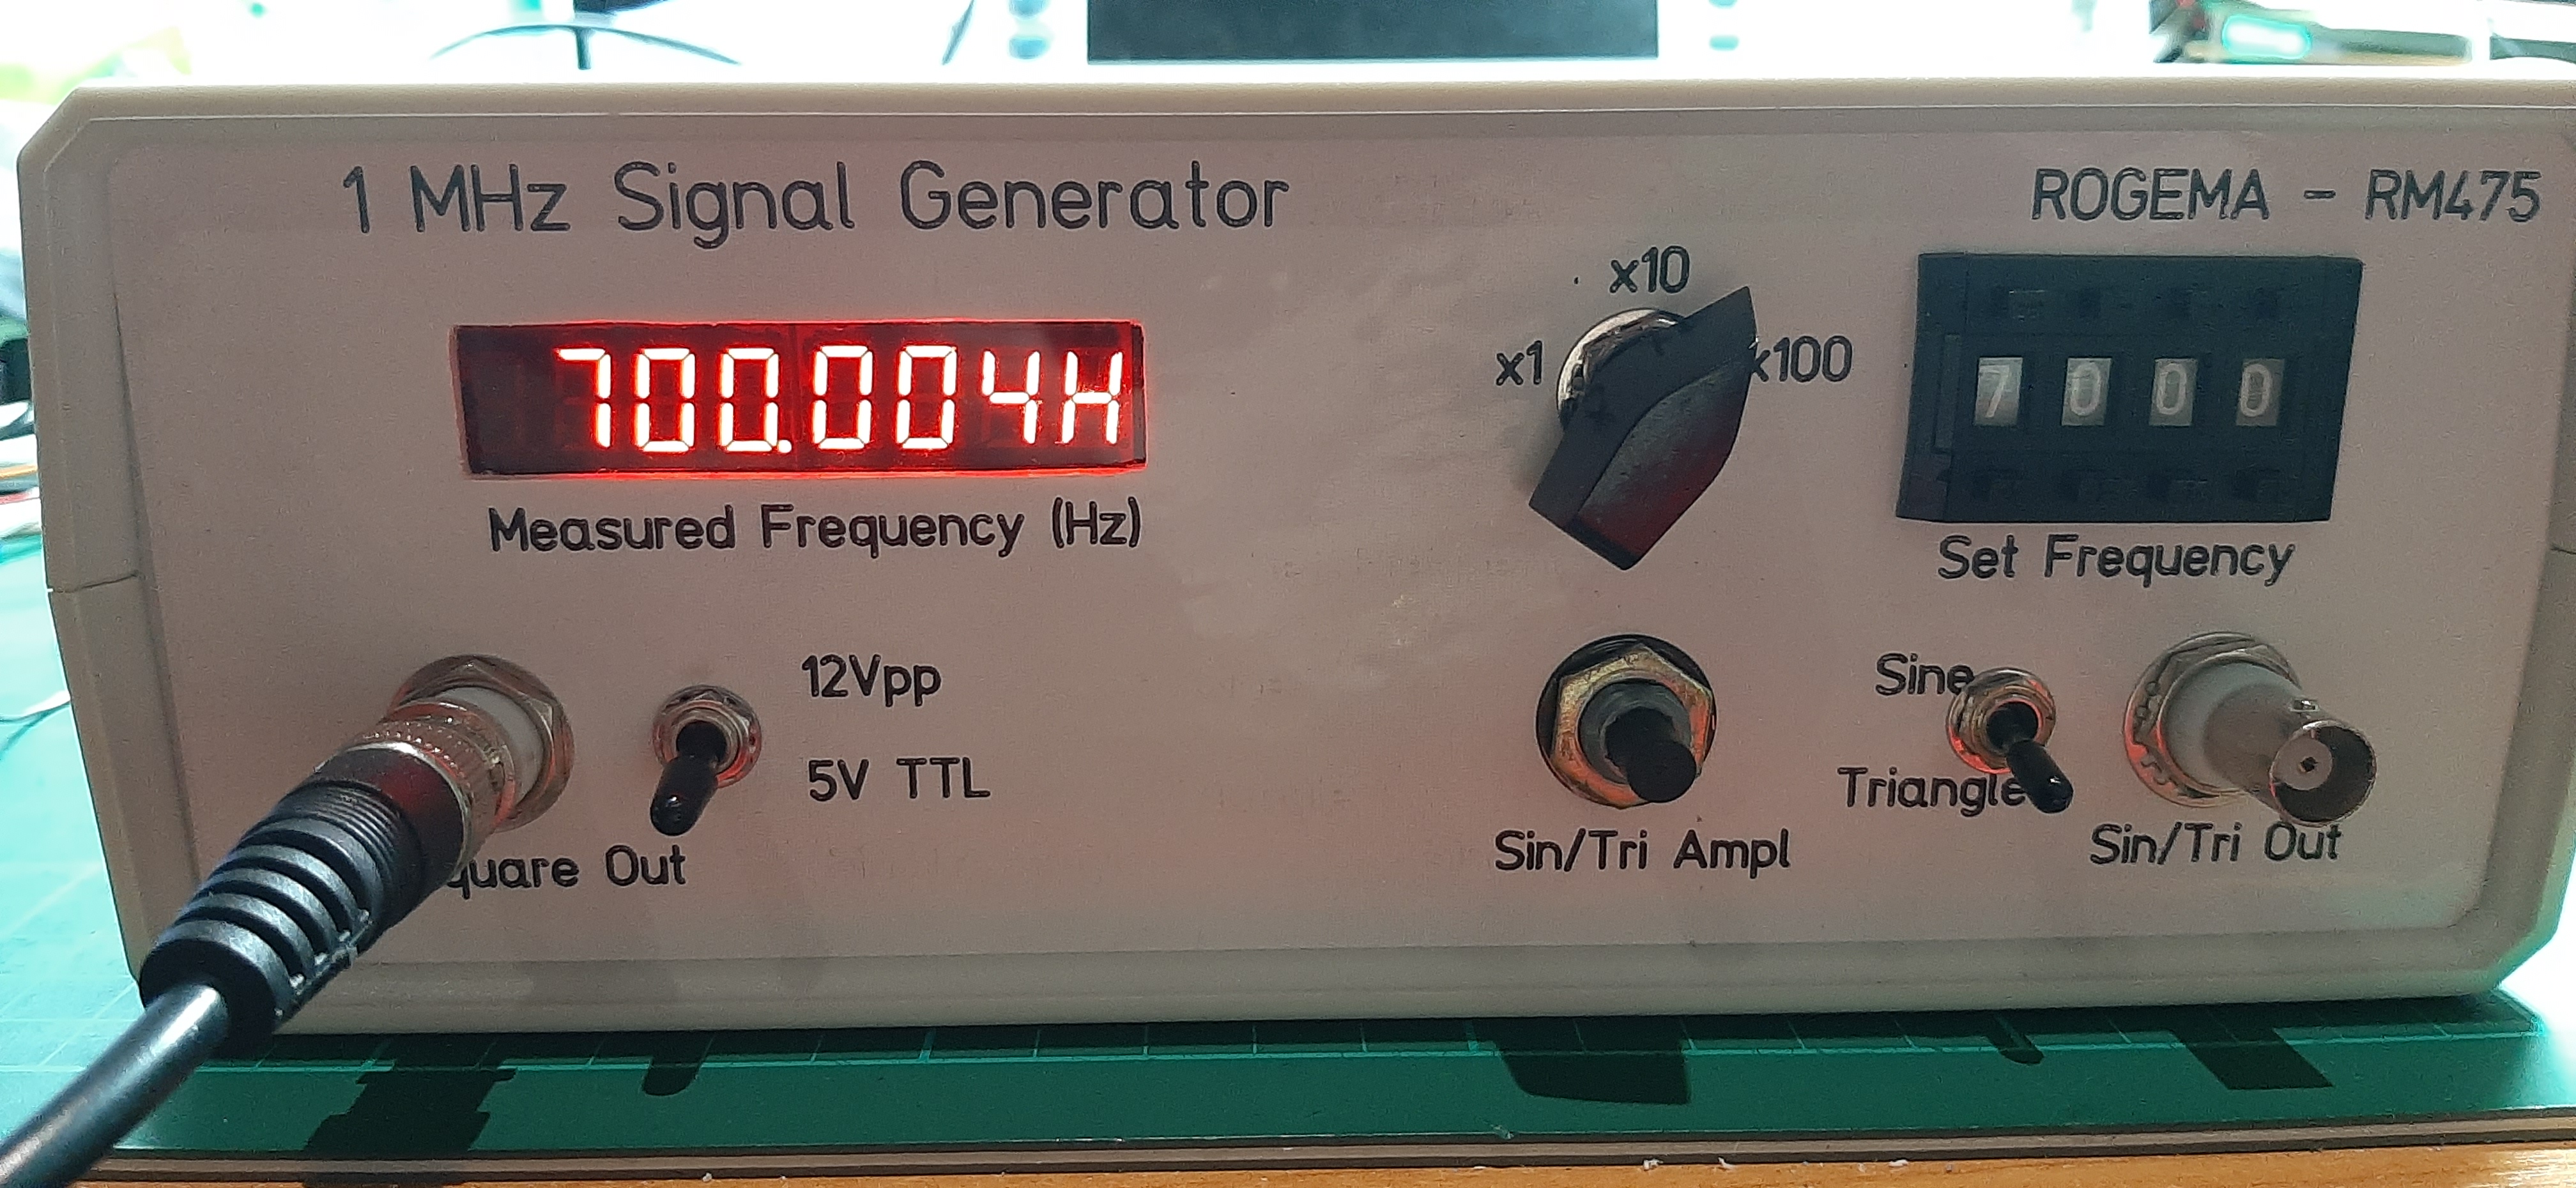 1 MHz Signal Generator
ROGEMA - RM475
x10
x1
x100
700.004H
7000
Measured Frequency (Hz)
Set Frequency
12Vpp
5V TTL
Sine
Triangle
quare Out
Sin/Tri Ampl
Sin/Tri Out